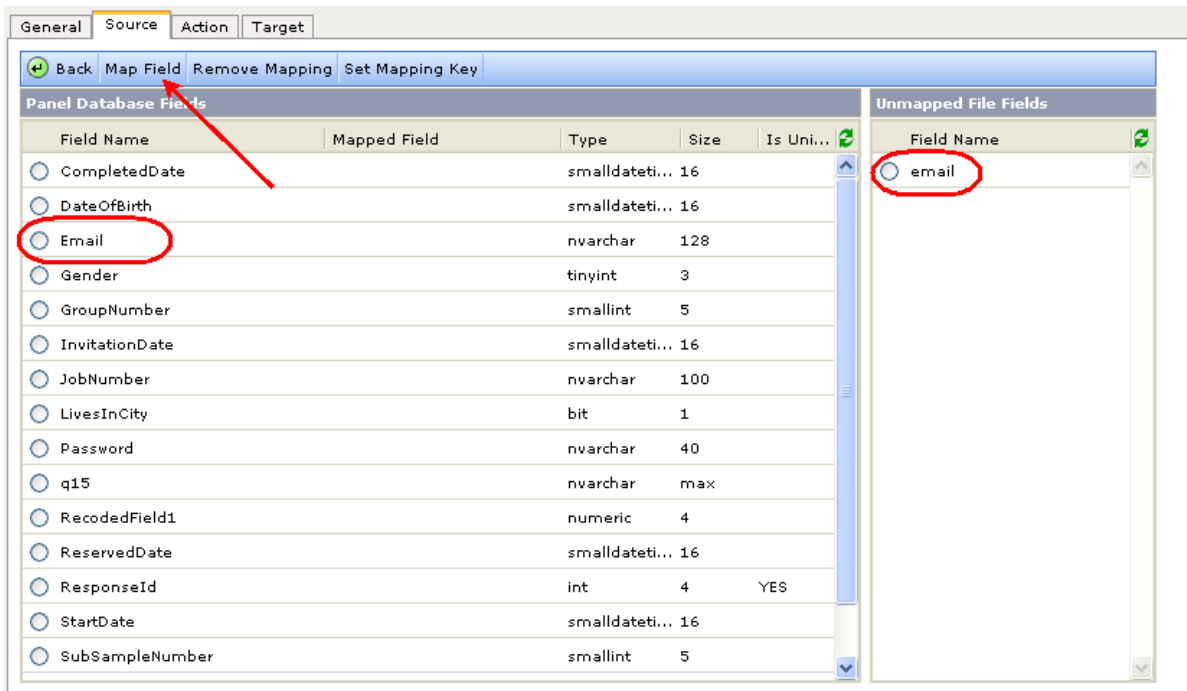 General Source Action Target
Back Map Field Remove Mapping Set Mapping Key
Panel Database Fields Unmapped File Fields
Field Name Mapped Field Type Size Is Uni... Field Name
CompletedDate smalldateti... 16 email
DateOfBirth smalldateti... 16
Email nvarchar 128
Gender tinyint 3
GroupNumber smallint 5
InvitationDate smalldateti... 16
JobNumber nvarchar 100
LivesInCity bit 1
Password nvarchar 40
q15 nvarchar max
RecodedField1 numeric 4
ReservedDate smalldateti... 16
ResponseId int 4 YES
StartDate smalldateti... 16
SubSampleNumber smallint 5